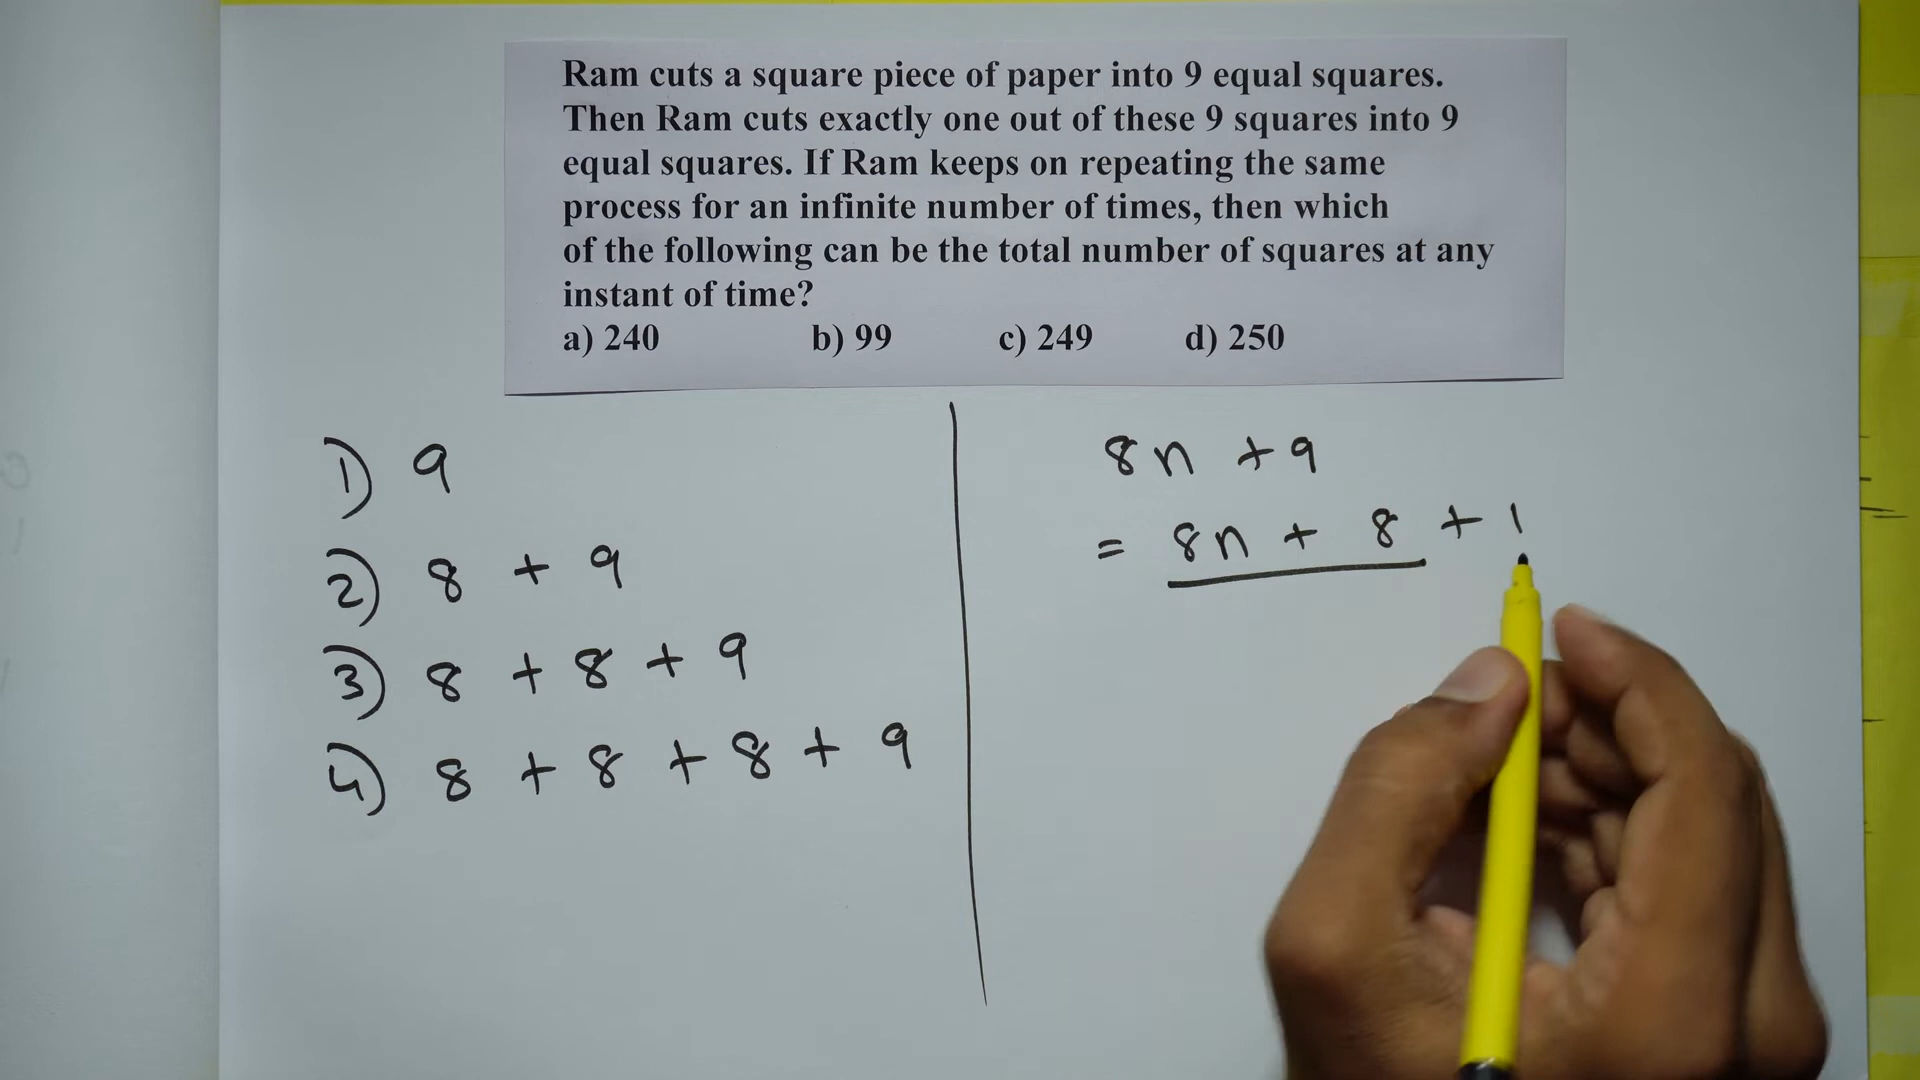 Ram cuts a square piece of paper into 9 equal squares.
Then Ram cuts exactly one out of these 9 squares into 9
equal squares. If Ram keeps on repeating the same
process for an infinite number of times, then which
of the following can be the total number of squares at any
instant of time?
a) 240 b) 99 c) 249 d) 250
1) 9
2) 8 + 9
3) 8 + 8 + 9
4) 8 + 8 + 8 + 9
8n + 9
= 8n + 8 + 1